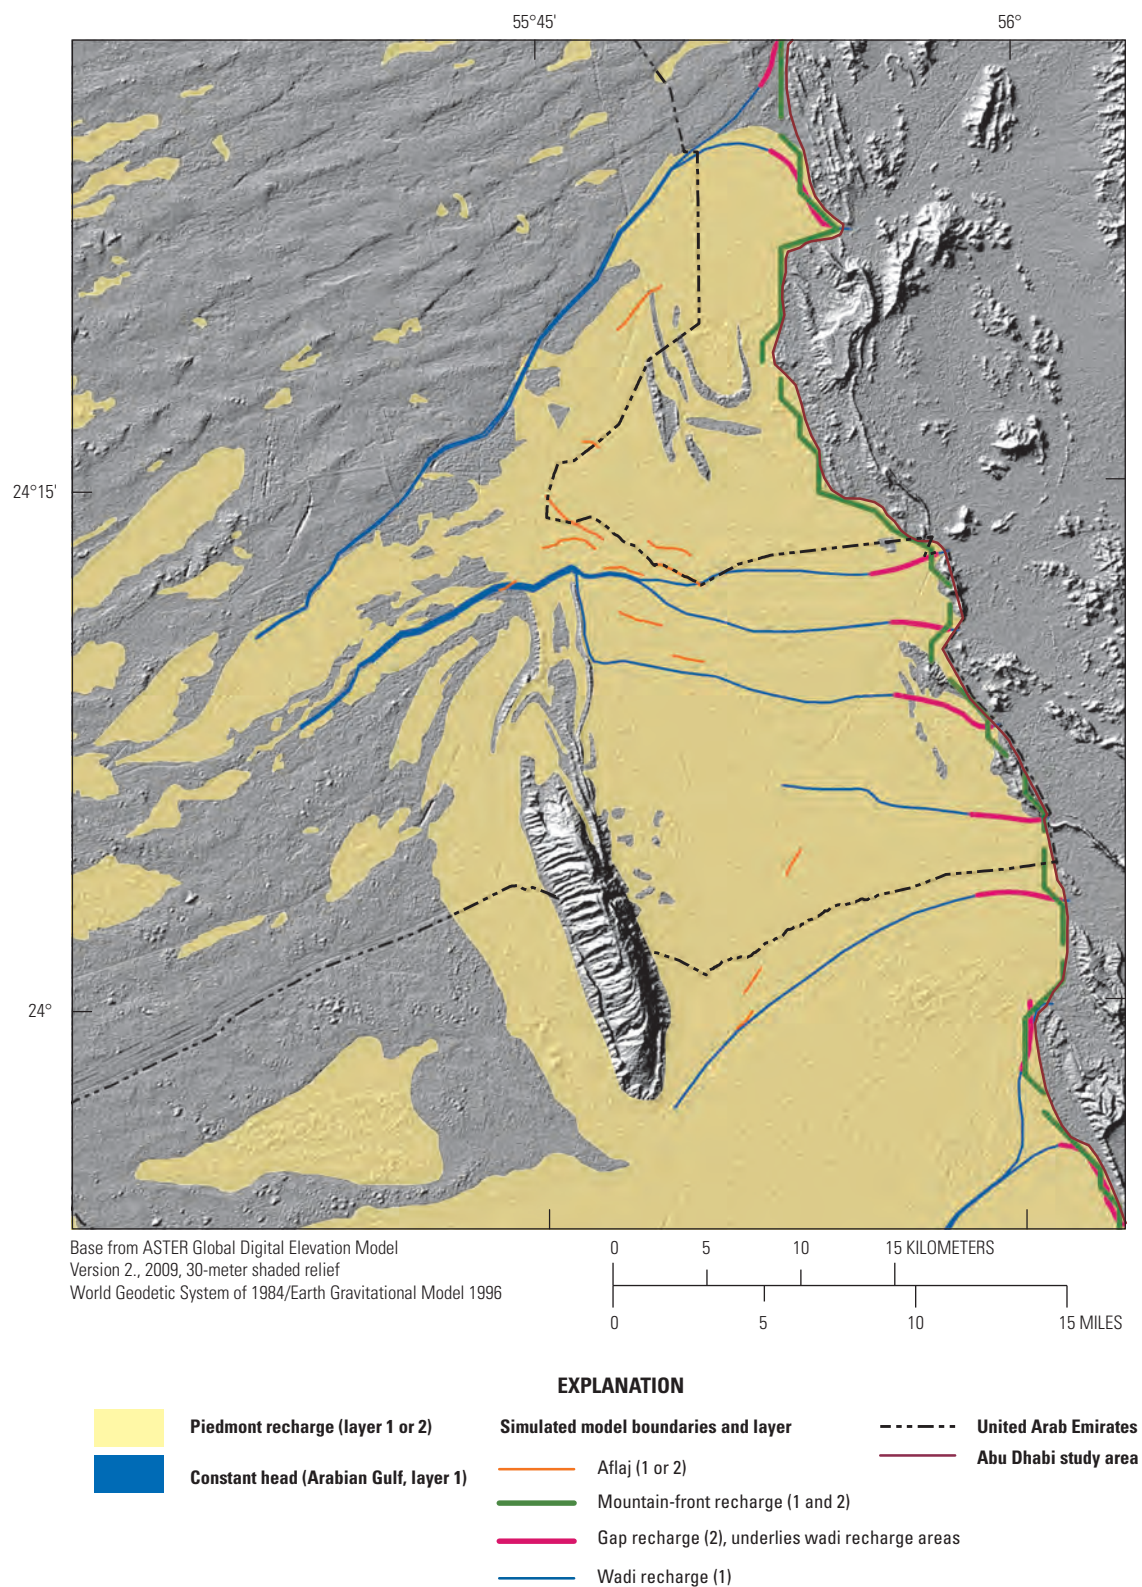 55°45'
56°
24°15'
24°
Base from ASTER Global Digital Elevation Model
Version 2., 2009, 30-meter shaded relief
World Geodetic System of 1984/Earth Gravitational Model 1996
0 5 10 15 KILOMETERS
0 5 10 15 MILES
EXPLANATION
Piedmont recharge (layer 1 or 2)
Constant head (Arabian Gulf, layer 1)
Simulated model boundaries and layer
Aflaj (1 or 2)
Mountain-front recharge (1 and 2)
Gap recharge (2), underlies wadi recharge areas
Wadi recharge (1)
United Arab Emirates
Abu Dhabi study area